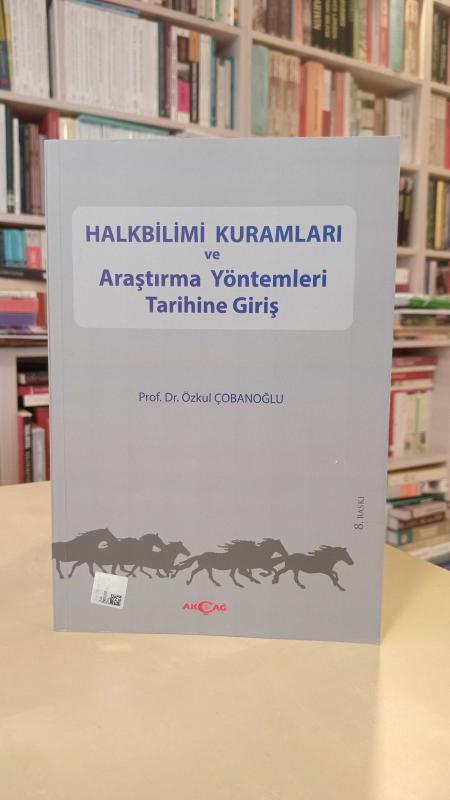 HALKBİLİMİ KURAMLARI
ve
Araştırma Yöntemleri
Tarihine Giriş
Prof. Dr. Özkul ÇOBANOĞLU
8. BASKI
AKÇAĞ